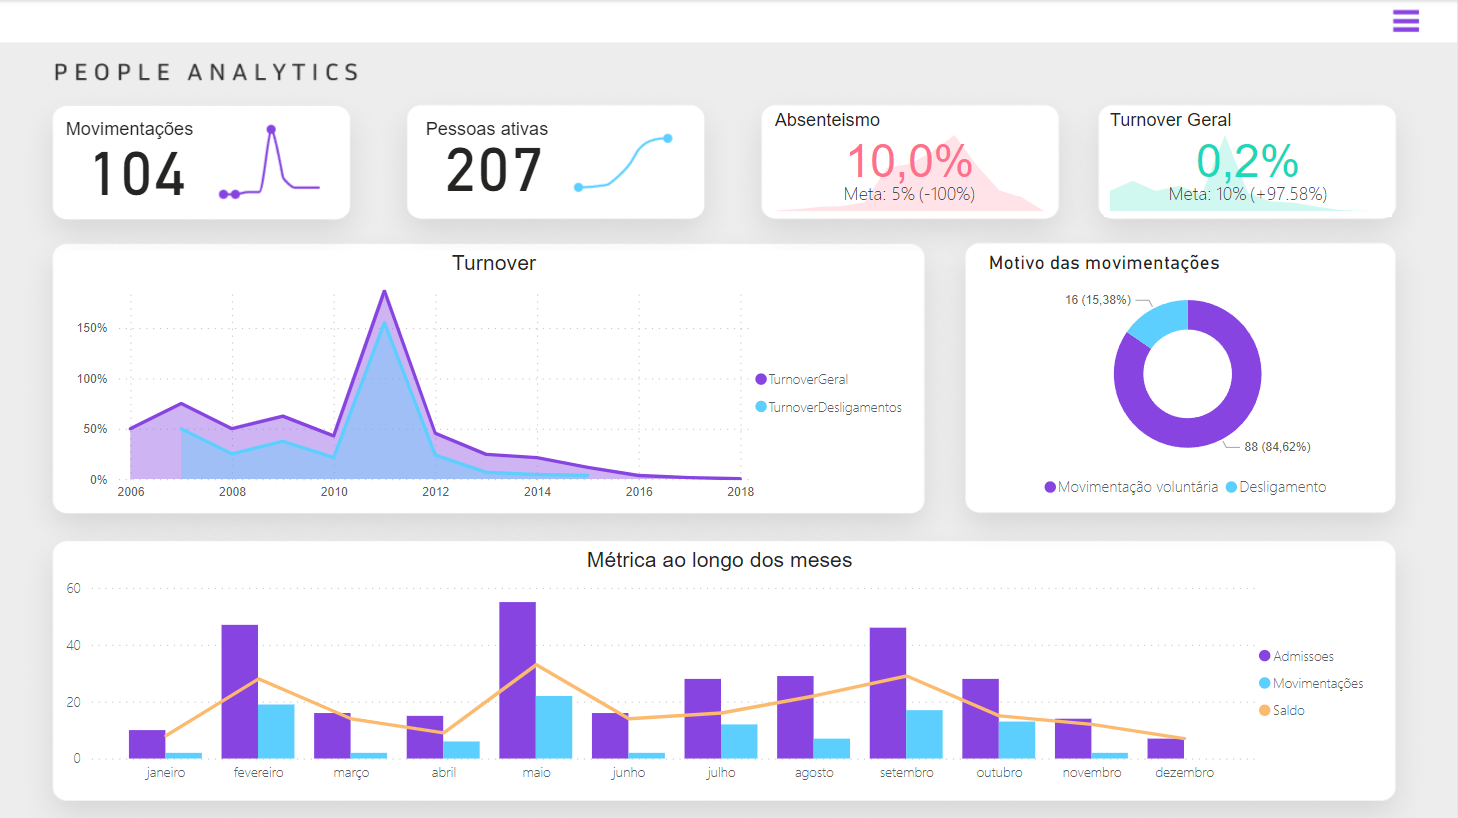 PEOPLE ANALYTICS
Movimentações
104
Pessoas ativas
207
Absenteismo
10,0%
Meta: 5% (-100%)
Turnover Geral
0,2%
Meta: 10% (+97.58%)
Turnover
150%
100%
50%
0%
2006 2008 2010 2012 2014 2016 2018
TurnoverGeral
TurnoverDesligamentos
Motivo das movimentações
16 (15,38%)
88 (84,62%)
Movimentação voluntária Desligamento
Métrica ao longo dos meses
60
40
20
0
janeiro fevereiro março abril maio junho julho agosto setembro outubro novembro dezembro
Admissoes
Movimentações
Saldo